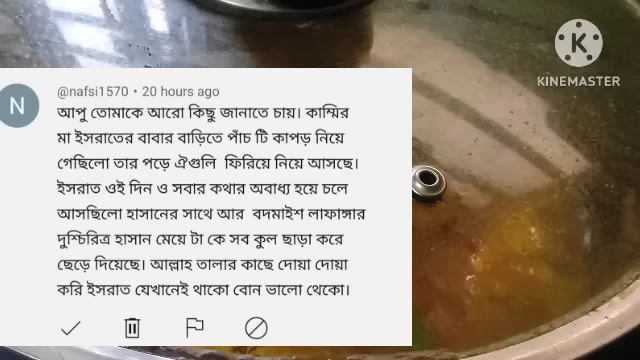 KINEMASTER
N
@nafsi1570 • 20 hours ago
আপু তোমাকে আরো কিছু জানাতে চায়। কাম্মির
মা ইসরাতের বাবার বাড়িতে পাঁচ টি কাপড় নিয়ে
গেছিলো তার পড়ে ঐগুলি ফিরিয়ে নিয়ে আসছে।
ইসরাত ওই দিন ও সবার কথার অবাধ্য হয়ে চলে
আসছিলো হাসানের সাথে আর বদমাইশ লাফাঙ্গার
দুশ্চিরিত্র হাসান মেয়ে টা কে সব কুল ছাড়া করে
ছেড়ে দিয়েছে। আল্লাহ তালার কাছে দোয়া দোয়া
করি ইসরাত যেখানেই থাকো বোন ভালো থেকো।